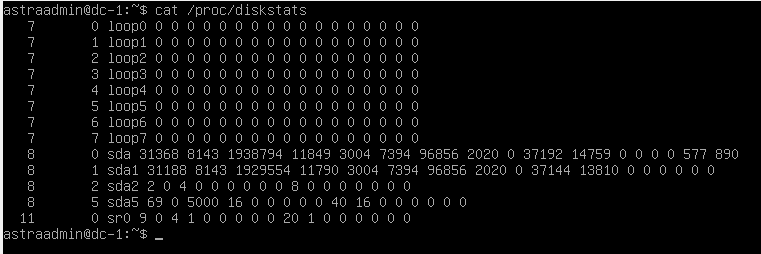 astraadmin@dc-1:~$ cat /proc/diskstats
7 0 loop0 0 0 0 0 0 0 0 0 0 0 0 0 0 0 0 0 0
7 1 loop1 0 0 0 0 0 0 0 0 0 0 0 0 0 0 0 0 0
7 2 loop2 0 0 0 0 0 0 0 0 0 0 0 0 0 0 0 0 0
7 3 loop3 0 0 0 0 0 0 0 0 0 0 0 0 0 0 0 0 0
7 4 loop4 0 0 0 0 0 0 0 0 0 0 0 0 0 0 0 0 0
7 5 loop5 0 0 0 0 0 0 0 0 0 0 0 0 0 0 0 0 0
7 6 loop6 0 0 0 0 0 0 0 0 0 0 0 0 0 0 0 0 0
7 7 loop7 0 0 0 0 0 0 0 0 0 0 0 0 0 0 0 0 0
8 0 sda 31368 8143 1938794 11849 3004 7394 96856 2020 0 37192 14759 0 0 0 0 577 890
8 1 sda1 31188 8143 1929554 11790 3004 7394 96856 2020 0 37144 13810 0 0 0 0 0 0
8 2 sda2 2 0 4 0 0 0 0 0 0 8 0 0 0 0 0 0 0
8 5 sda5 69 0 5000 16 0 0 0 0 0 40 16 0 0 0 0 0 0
11 0 sr0 9 0 4 1 0 0 0 0 0 20 1 0 0 0 0 0 0
astraadmin@dc-1:~$ _